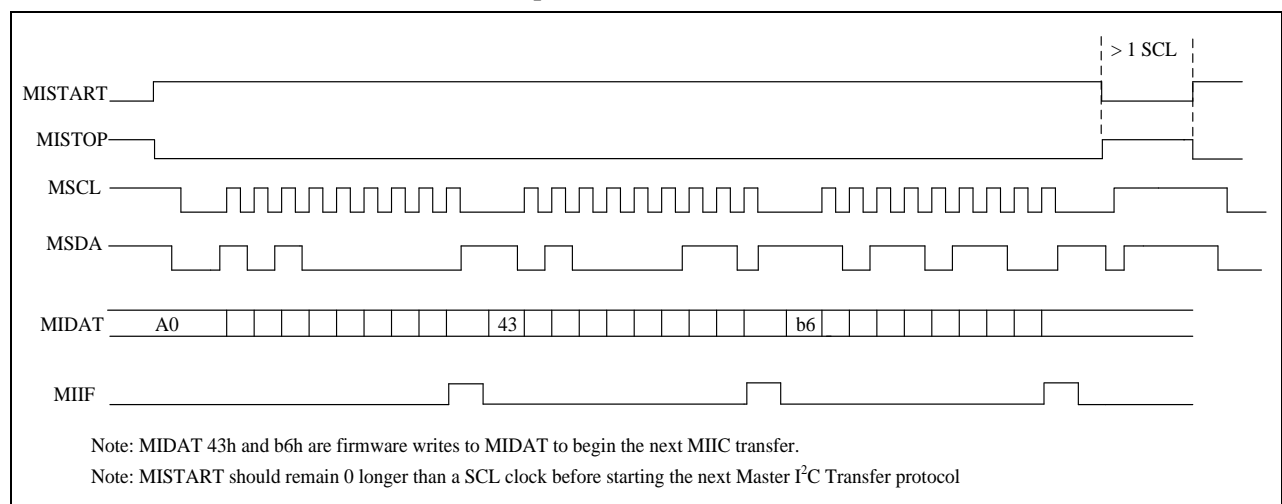 > 1 SCL
MISTART
MISTOP
MSCL
MSDA
MIDAT A0 43 b6
MIIF
Note: MIDAT 43h and b6h are firmware writes to MIDAT to begin the next MIIC transfer.
Note: MISTART should remain 0 longer than a SCL clock before starting the next Master I²C Transfer protocol